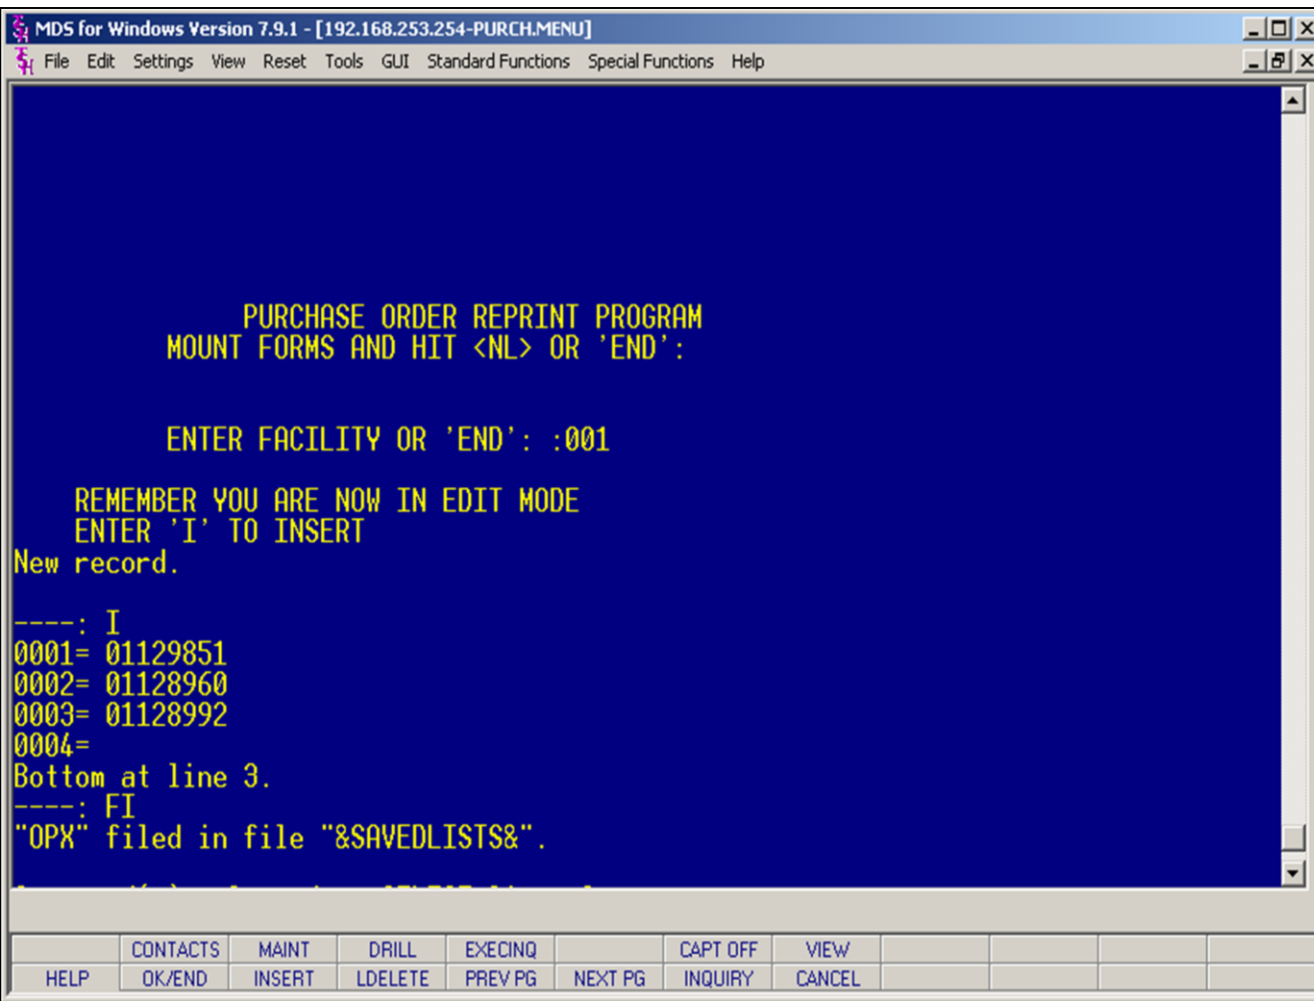 MDS for Windows Version 7.9.1 - [192.168.253.254-PURCH.MENU]
File Edit Settings View Reset Tools GUI Standard Functions Special Functions Help
PURCHASE ORDER REPRINT PROGRAM
MOUNT FORMS AND HIT <NL> OR 'END':
ENTER FACILITY OR 'END': :001
REMEMBER YOU ARE NOW IN EDIT MODE
ENTER 'I' TO INSERT
New record.
----: I
0001= 01129851
0002= 01128960
0003= 01128992
0004=
Bottom at line 3.
----: FI
"OPX" filed in file "&SAVEDLISTS&".
CONTACTS MAINT DRILL EXECINQ CAPT OFF VIEW
HELP OK/END INSERT LDELETE PREV PG NEXT PG INQUIRY CANCEL